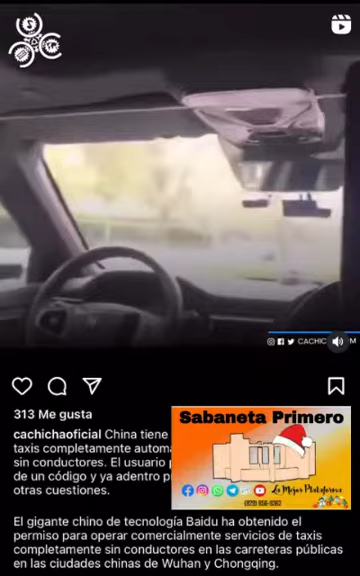 CACHIC
M
313 Me gusta
cachichaoficial China tiene
taxis completamente automa
sin conductores. El usuario p
de un código y ya adentro p
otras cuestiones.
Sabaneta Primero
La Mejor Plataforma
El gigante chino de tecnología Baidu ha obtenido el
permiso para operar comercialmente servicios de taxis
completamente sin conductores en las carreteras públicas
en las ciudades chinas de Wuhan y Chongqing.